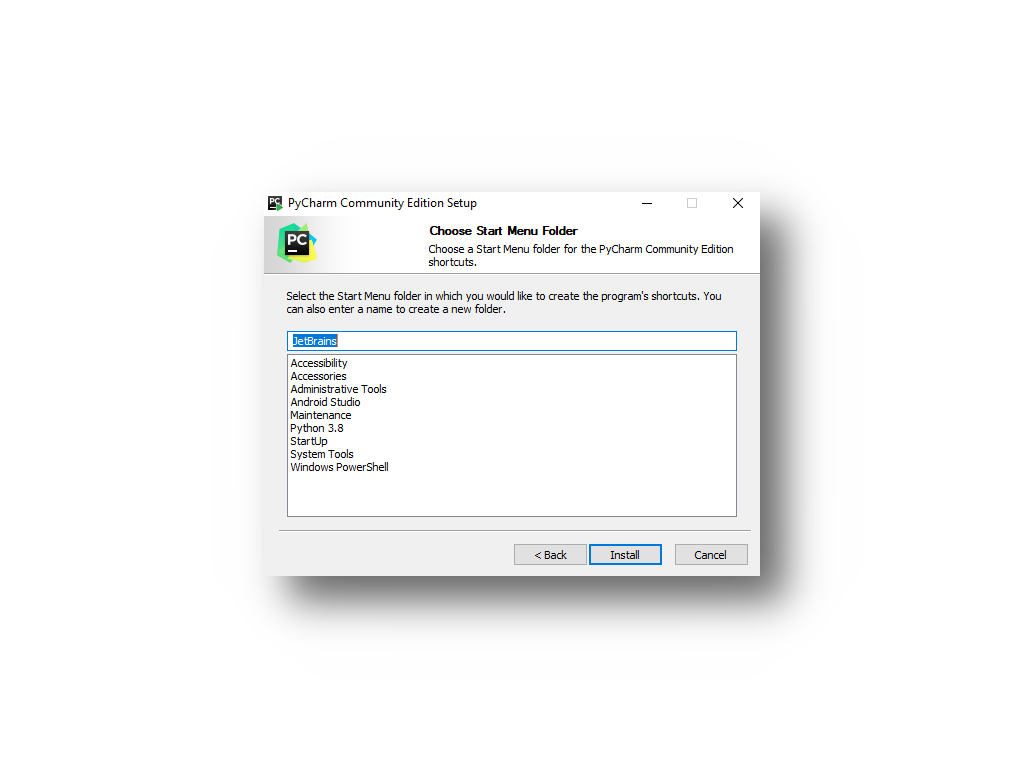 PC
PyCharm Community Edition Setup
PC
Choose Start Menu Folder
Choose a Start Menu folder for the PyCharm Community Edition
shortcuts.
Select the Start Menu folder in which you would like to create the program's shortcuts. You
can also enter a name to create a new folder.
JetBrains
Accessibility
Accessories
Administrative Tools
Android Studio
Maintenance
Python 3.8
StartUp
System Tools
Windows PowerShell
< Back
Install
Cancel